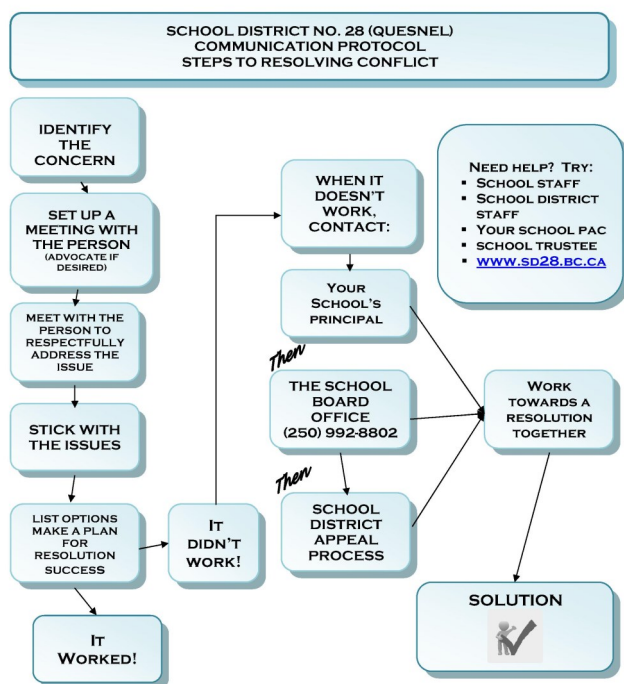 SCHOOL DISTRICT NO. 28 (QUESNEL)
COMMUNICATION PROTOCOL
STEPS TO RESOLVING CONFLICT
IDENTIFY
THE
CONCERN
SET UP A
MEETING WITH
THE PERSON
(ADVOCATE IF
DESIRED)
MEET WITH THE
PERSON TO
RESPECTFULLY
ADDRESS THE
ISSUE
STICK WITH
THE ISSUES
LIST OPTIONS
MAKE A PLAN
FOR
RESOLUTION
SUCCESS
IT
WORKED!
IT
DIDN'T
WORK!
WHEN IT
DOESN'T
WORK,
CONTACT:
YOUR
SCHOOL'S
PRINCIPAL
Then
THE SCHOOL
BOARD
OFFICE
(250) 992-8802
Then
SCHOOL
DISTRICT
APPEAL
PROCESS
NEED HELP? TRY:
▪ SCHOOL STAFF
▪ SCHOOL DISTRICT
STAFF
▪ YOUR SCHOOL PAC
▪ SCHOOL TRUSTEE
▪ WWW.SD28.BC.CA
WORK
TOWARDS A
RESOLUTION
TOGETHER
SOLUTION